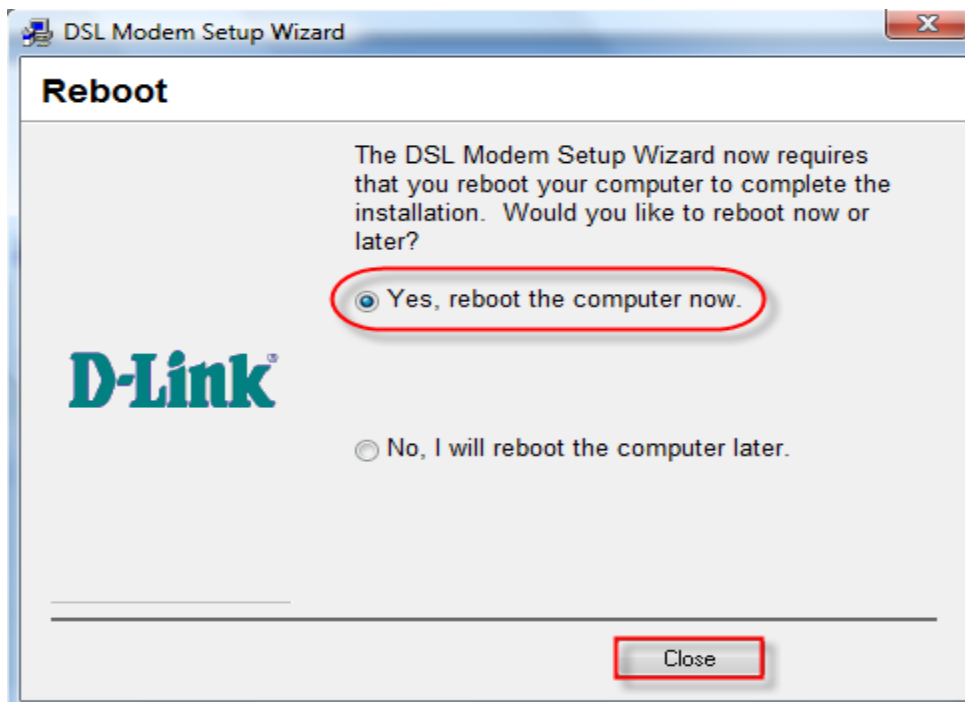 DSL Modem Setup Wizard
Reboot
The DSL Modem Setup Wizard now requires
that you reboot your computer to complete the
installation. Would you like to reboot now or
later?
Yes, reboot the computer now.
D-Link®
No, I will reboot the computer later.
Close